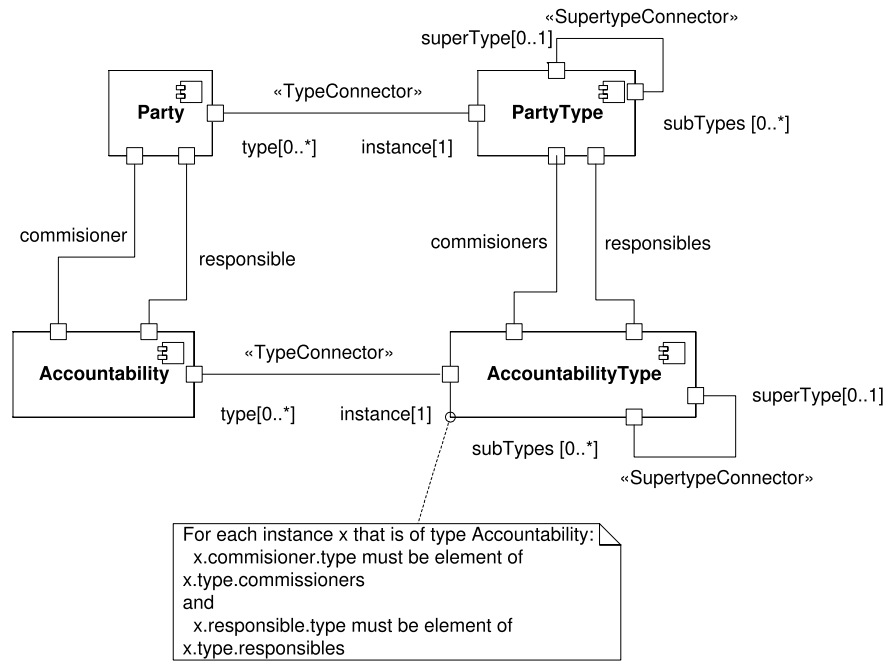 «SupertypeConnector»
superType[0..1]
Party
«TypeConnector»
PartyType
subTypes [0..*]
type[0..*]
instance[1]
commisioner
responsible
commisioners
responsibles
Accountability
«TypeConnector»
AccountabilityType
superType[0..1]
type[0..*]
instance[1]
subTypes [0..*]
«SupertypeConnector»
For each instance x that is of type Accountability:
x.commisioner.type must be element of
x.type.commissioners
and
x.responsible.type must be element of
x.type.responsibles